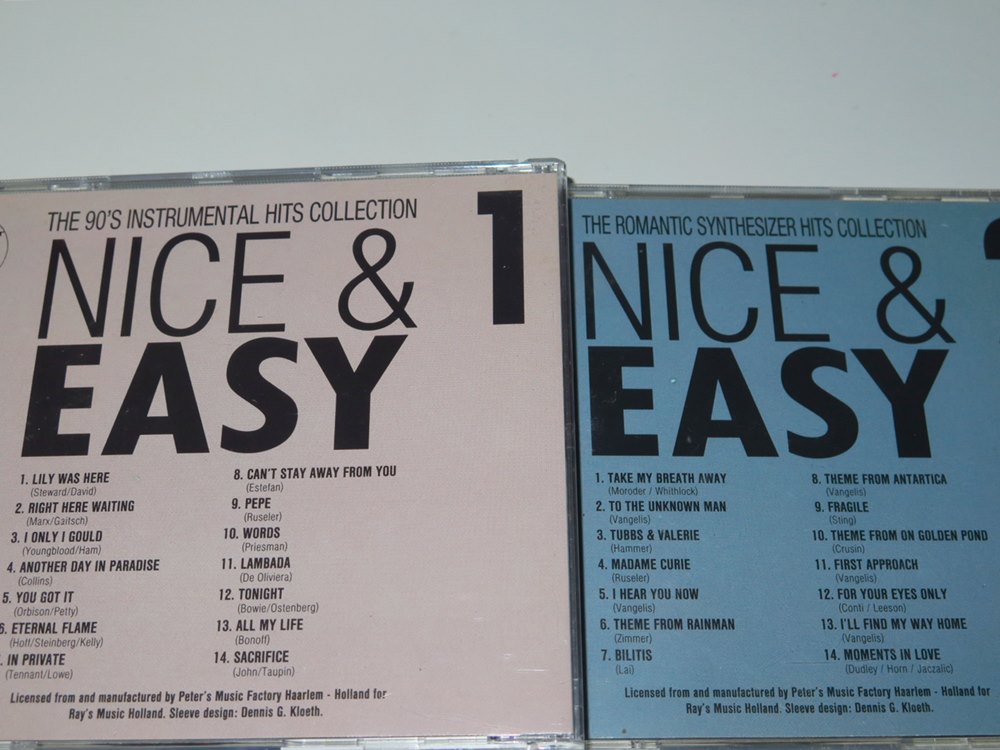 THE 90'S INSTRUMENTAL HITS COLLECTION
NICE &
EASY
1
1. LILY WAS HERE
(Steward/David)
2. RIGHT HERE WAITING
(Marx/Gaitsch)
3. I ONLY I GOULD
(Youngblood/Ham)
4. ANOTHER DAY IN PARADISE
(Collins)
5. YOU GOT IT
(Orbison/Petty)
6. ETERNAL FLAME
(Hoff/Steinberg/Kelly)
. IN PRIVATE
(Tennant/Lowe)
8. CAN'T STAY AWAY FROM YOU
(Estefan)
9. PEPE
(Ruseler)
10. WORDS
(Priesman)
11. LAMBADA
(De Oliviera)
12. TONIGHT
(Bowie/Ostenberg)
13. ALL MY LIFE
(Bonoff)
14. SACRIFICE
(John/Taupin)
Licensed from and manufactured by Peter's Music Factory Haarlem - Holland for
Ray's Music Holland. Sleeve design: Dennis G. Kloeth.
THE ROMANTIC SYNTHESIZER HITS COLLECTION
NICE &
EASY
1. TAKE MY BREATH AWAY
(Moroder / Whithlock)
2. TO THE UNKNOWN MAN
(Vangelis)
3. TUBBS & VALERIE
(Hammer)
4. MADAME CURIE
(Ruseler)
5. I HEAR YOU NOW
(Vangelis)
6. THEME FROM RAINMAN
(Zimmer)
7. BILITIS
(Lai)
8. THEME FROM ANTARTICA
(Vangelis)
9. FRAGILE
(Sting)
10. THEME FROM ON GOLDEN POND
(Crusin)
11. FIRST APPROACH
(Vangelis)
12. FOR YOUR EYES ONLY
(Conti / Leeson)
13. I'LL FIND MY WAY HOME
(Vangelis)
14. MOMENTS IN LOVE
(Dudley / Horn / Jaczalic)
Licensed from and manufactured by Peter's Music Factory Haarlem - Holland for
Ray's Music Holland. Sleeve design: Dennis G. Kloeth.